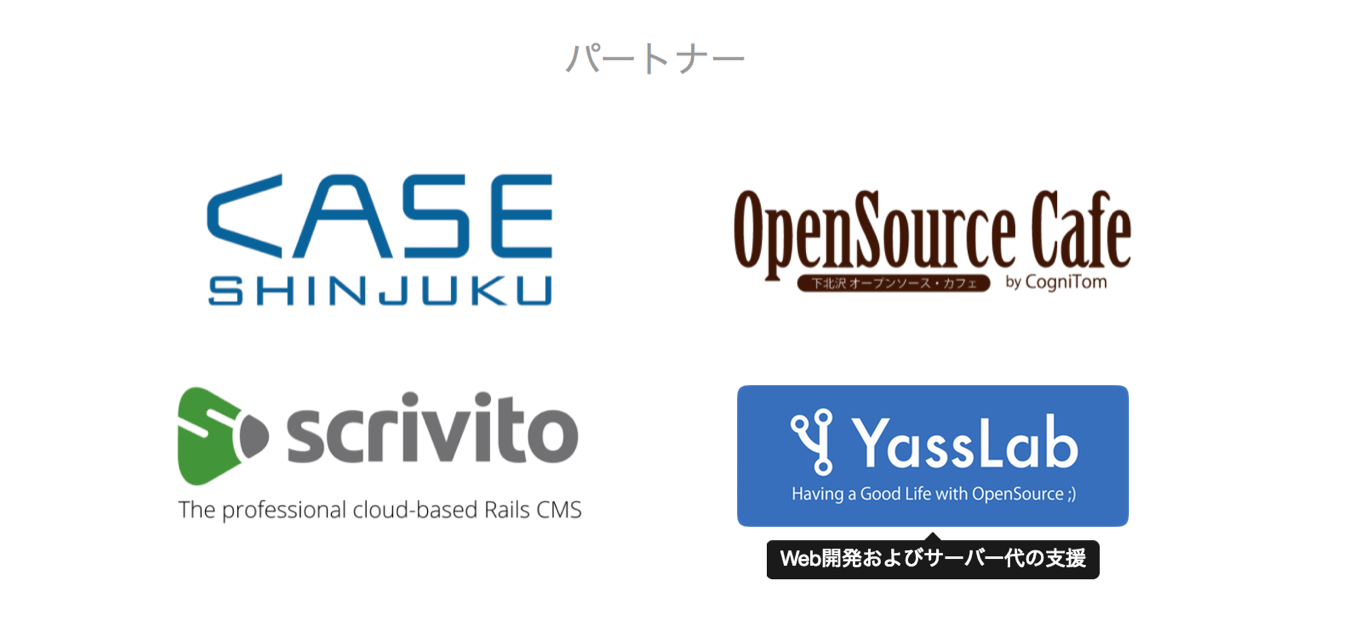 パートナー
CASE
SHINJUKU
OpenSource Cafe
下北沢 オープンソース・カフェ
by CogniTom
scrivito
The professional cloud-based Rails CMS
YassLab
Having a Good Life with OpenSource ;)
Web開発およびサーバー代の支援